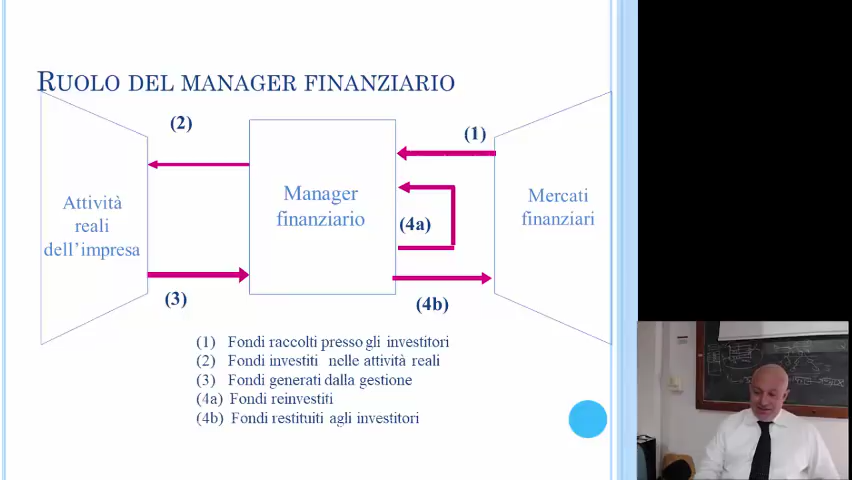 RUOLO DEL MANAGER FINANZIARIO
(2)
(1)
Manager
finanziario
Mercati
finanziari
Attività
reali
dell'impresa
(4a)
(3)
(4b)
(1) Fondi raccolti presso gli investitori
(2) Fondi investiti nelle attività reali
(3) Fondi generati dalla gestione
(4a) Fondi reinvestiti
(4b) Fondi restituiti agli investitori